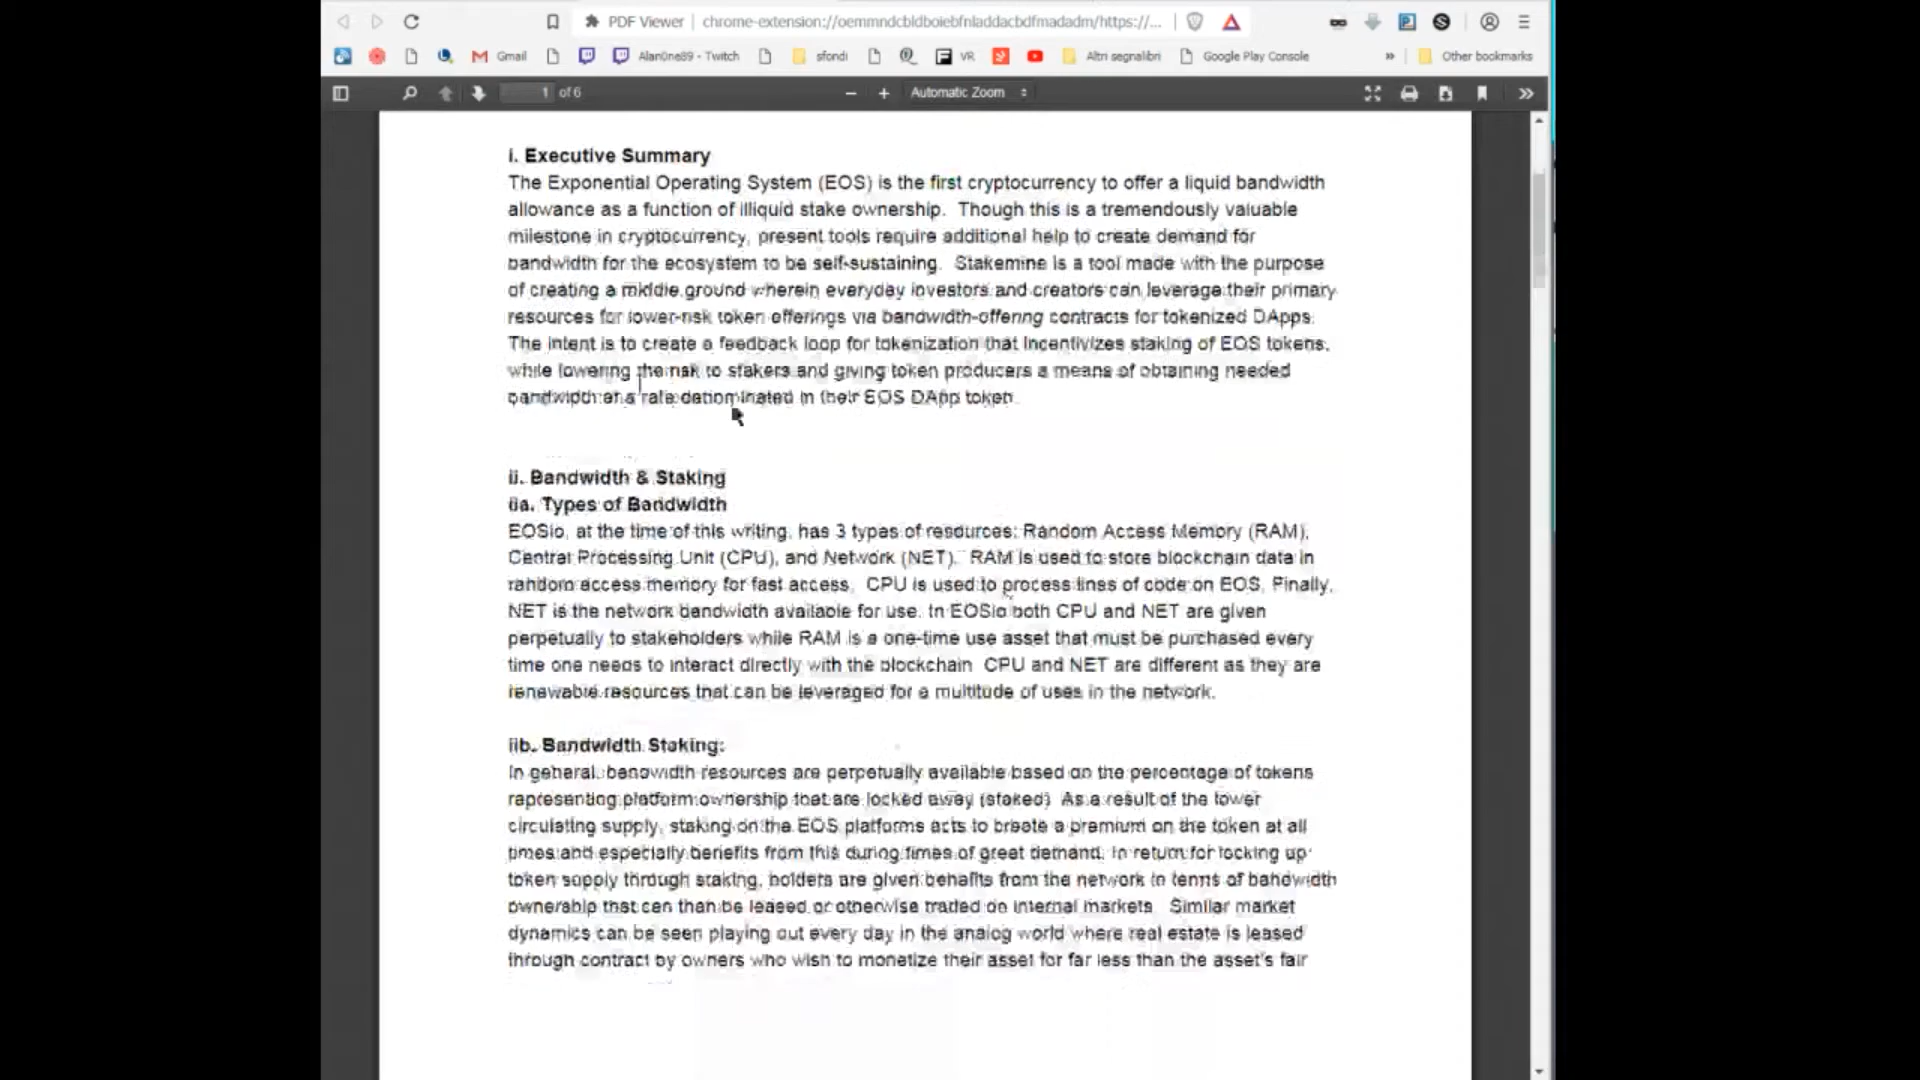 PDF Viewer | chrome-extension://oemmndcbldboiebfnladdacbdfmadadm/https://...
Gmail Alan0ne89 - Twitch sfondi VR Altri segnalibri Google Play Console » Other bookmarks
1 of 6 Automatic Zoom
i. Executive Summary
The Exponential Operating System (EOS) is the first cryptocurrency to offer a liquid bandwidth
allowance as a function of illiquid stake ownership. Though this is a tremendously valuable
milestone in cryptocurrency, present tools require additional help to create demand for
bandwidth for the ecosystem to be self-sustaining. Stakemine is a tool made with the purpose
of creating a middle ground wherein everyday investors and creators can leverage their primary
resources for lower-risk token offerings via bandwidth-offering contracts for tokenized DApps.
The intent is to create a feedback loop for tokenization that incentivizes staking of EOS tokens,
while lowering the risk to stakers and giving token producers a means of obtaining needed
bandwidth at a rate denominated in their EOS DApp token.
ii. Bandwidth & Staking
iia. Types of Bandwidth
EOSio, at the time of this writing, has 3 types of resources: Random Access Memory (RAM),
Central Processing Unit (CPU), and Network (NET). RAM is used to store blockchain data in
random access memory for fast access. CPU is used to process lines of code on EOS. Finally,
NET is the network bandwidth available for use. In EOSio both CPU and NET are given
perpetually to stakeholders while RAM is a one-time use asset that must be purchased every
time one needs to interact directly with the blockchain. CPU and NET are different as they are
renewable resources that can be leveraged for a multitude of uses in the network.
iib. Bandwidth Staking:
In general, bandwidth resources are perpetually available based on the percentage of tokens
representing platform ownership that are locked away (staked). As a result of the lower
circulating supply, staking on the EOS platforms acts to create a premium on the token at all
times and especially benefits from this during times of great demand. In return for locking up
token supply through staking, holders are given benefits from the network in terms of bandwidth
ownership that can than be leased or otherwise traded on internal markets. Similar market
dynamics can be seen playing out every day in the analog world where real estate is leased
through contract by owners who wish to monetize their asset for far less than the asset's fair